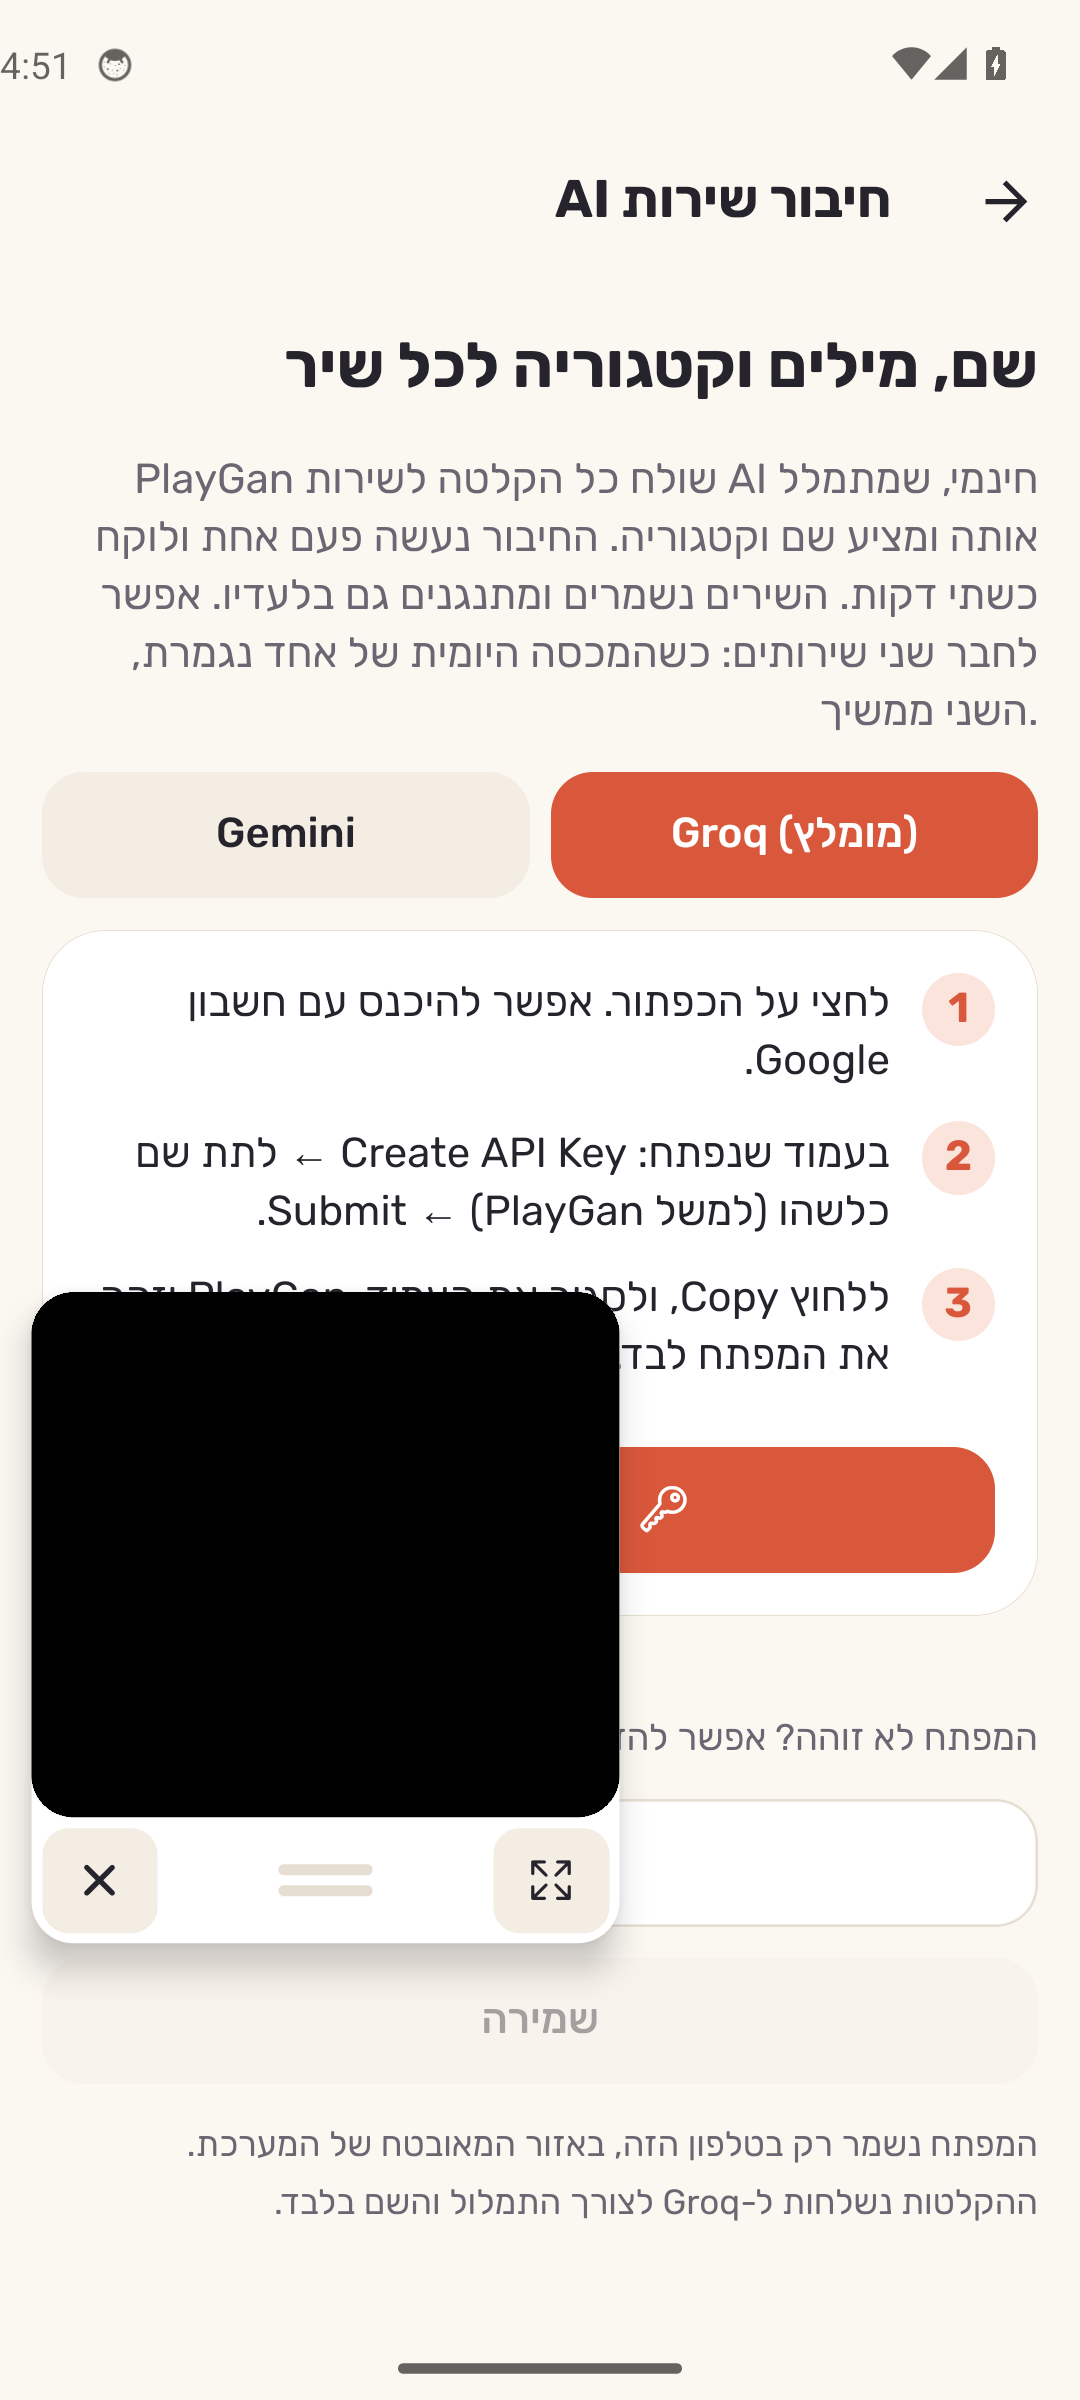 4:51
חיבור שירות AI
שם, מילים וקטגוריה לכל שיר
חינמי, שמתמלל AI שולח כל הקלטה לשירות PlayGan
אותה ומציע שם וקטגוריה. החיבור נעשה פעם אחת ולוקח
כשתי דקות. השירים נשמרים ומתנגנים גם בלעדיו. אפשר
לחבר שני שירותים: כשהמכסה היומית של אחד נגמרת,
השני ממשיך.
Groq (מומלץ)
Gemini
1
לחצי על הכפתור. אפשר להיכנס עם חשבון
Google.
2
בעמוד שנפתח: Create API Key ← לתת שם
כלשהו (למשל PlayGan) ← Submit.
3
ללחוץ Copy, ולסגור את העמוד. PlayGan יזהה
את המפתח לבד.
המפתח לא זוהה? אפשר
שמירה
המפתח נשמר רק בטלפון הזה, באזור המאובטח של המערכת.
ההקלטות נשלחות ל-Groq לצורך התמלול והשם בלבד.